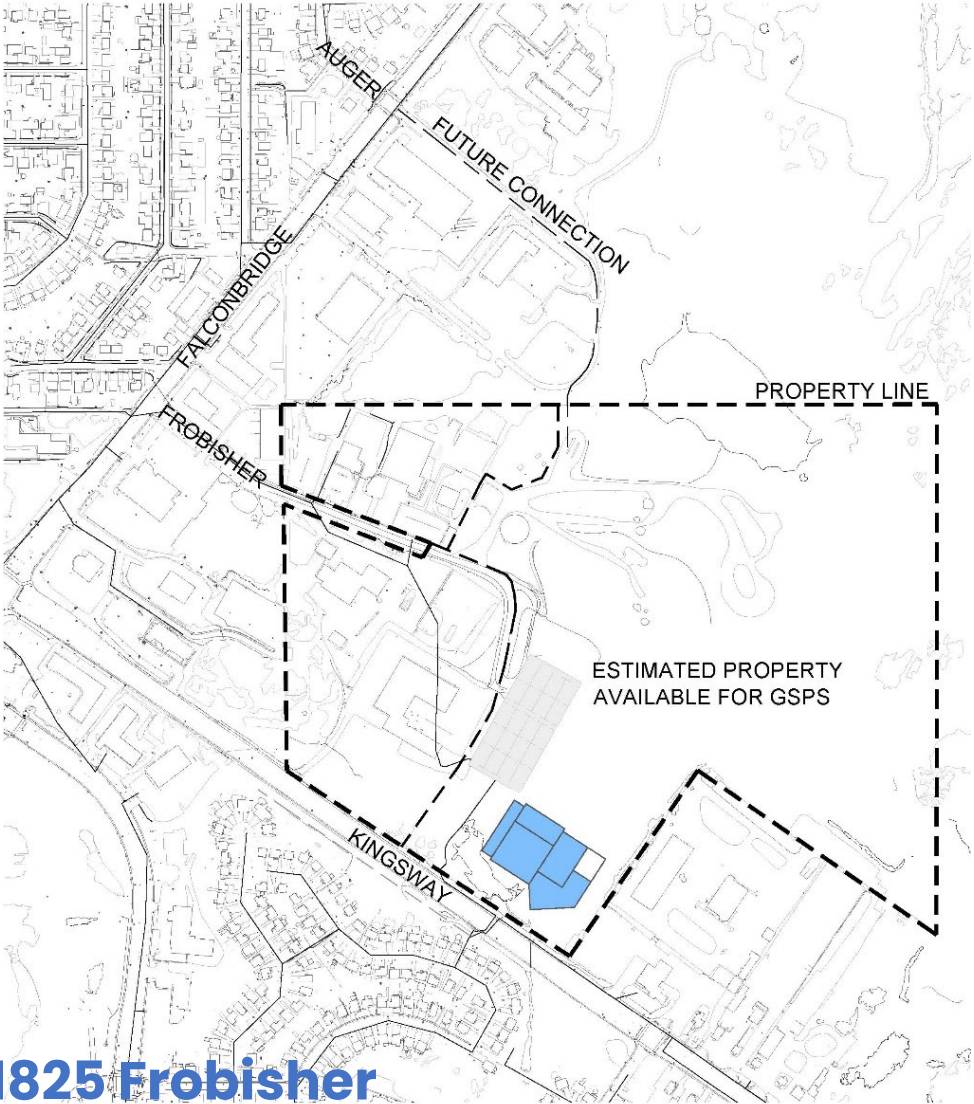 AUGER
FUTURE CONNECTION
FALCONBRIDGE
PROPERTY LINE
FROBISHER
ESTIMATED PROPERTY
AVAILABLE FOR GSPS
KINGSWAY
1825 Frobisher